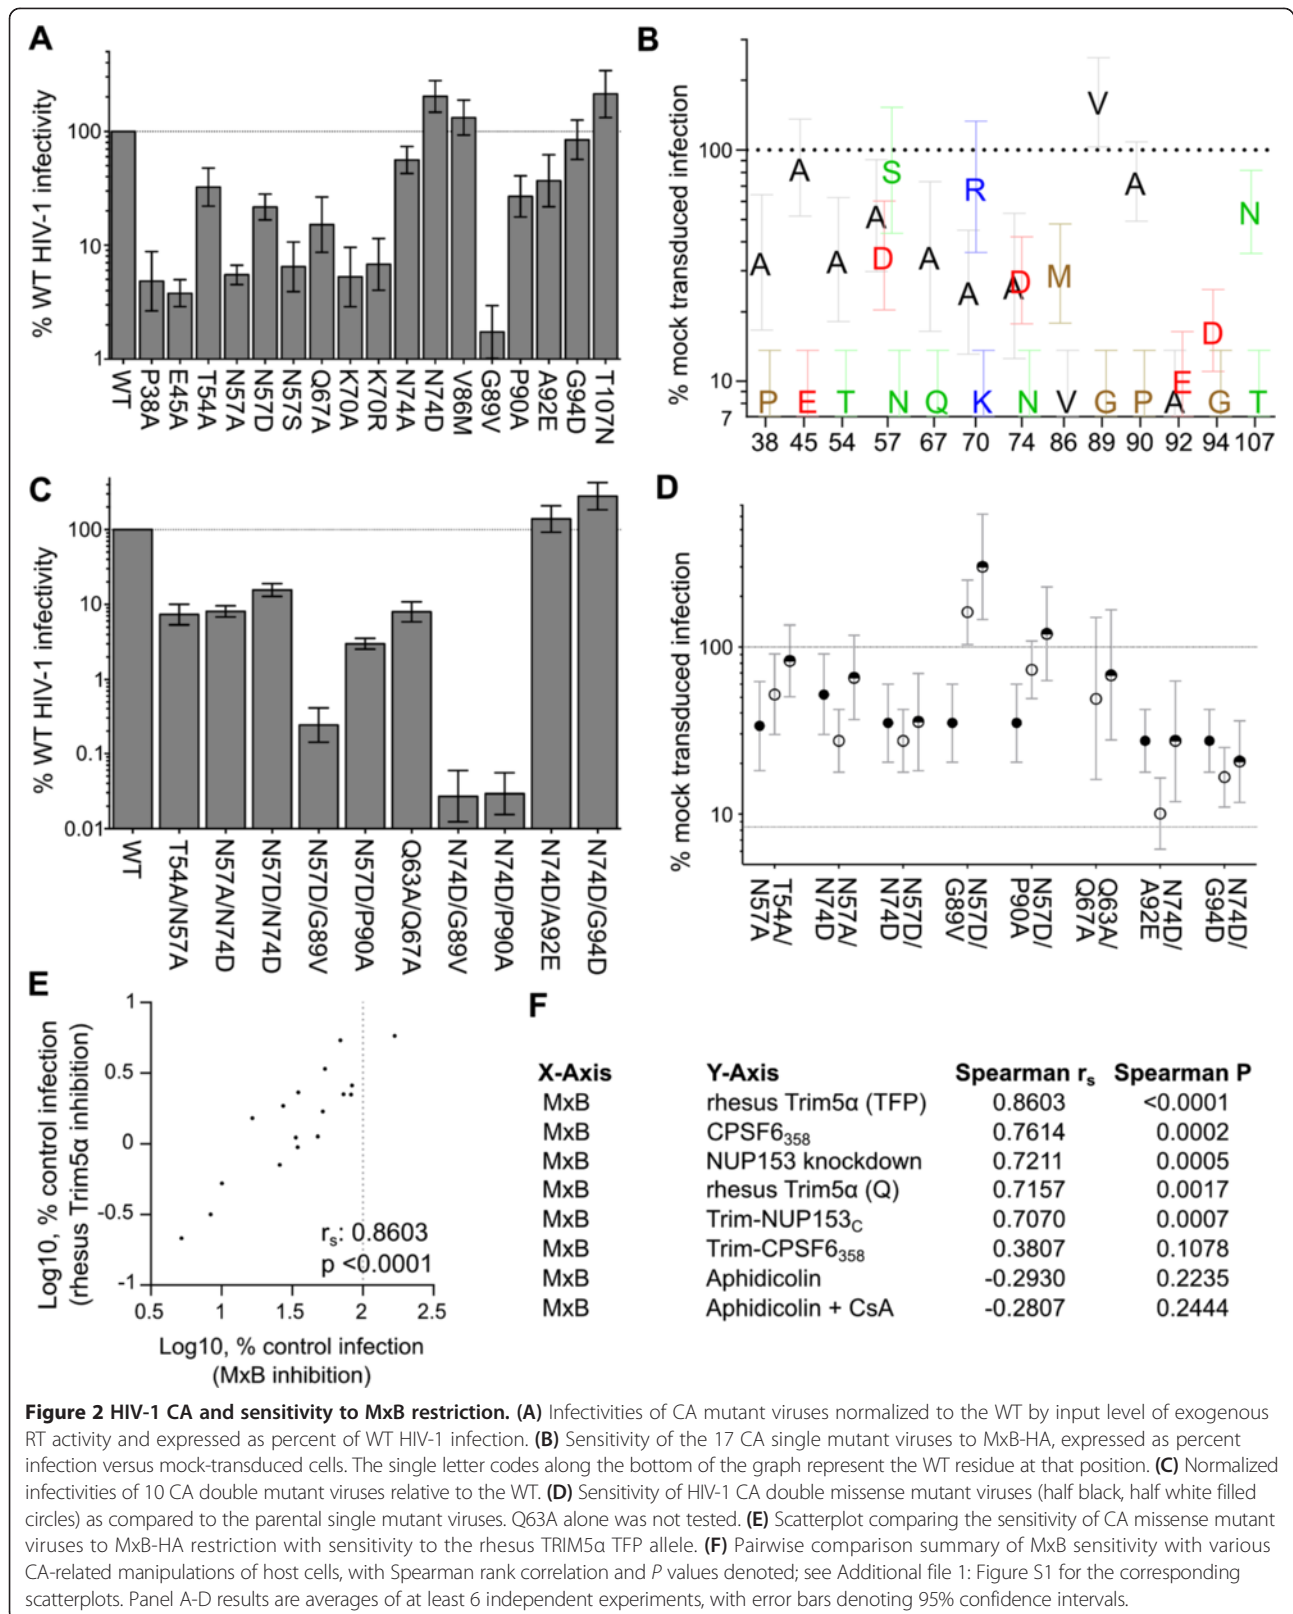 A
% WT HIV-1 infectivity
100
10
1
WT
P38A
E45A
T54A
N57A
N57D
N57S
Q67A
K70A
K70R
N74A
N74D
V86M
G89V
P90A
A92E
G94D
T107N
B
% mock transduced infection
100
10
7
A A A A S D A A R A D M V A A E D N
P E T N Q K N V G P G T
38 45 54 57 67 70 74 86 89 90 92 94 107
C
% WT HIV-1 infectivity
100
10
1
0.1
0.01
WT
T54A/N57A
N57A/N74D
N57D/N74D
N57D/G89V
N57D/P90A
Q63A/Q67A
N74D/G89V
N74D/P90A
N74D/A92E
N74D/G94D
D
% mock transduced infection
100
10
T54A/
N57A
N57A/
N74D
N57D/
N74D
N57D/
G89V
N57D/
P90A
Q63A/
Q67A
N74D/
A92E
N74D/
G94D
E
Log10, % control infection
(rhesus Trim5α inhibition)
1
0.5
0
-0.5
-1
rs: 0.8603
p <0.0001
0.5 1 1.5 2 2.5
Log10, % control infection
(MxB inhibition)
F
X-Axis Y-Axis Spearman rs Spearman P
MxB rhesus Trim5α (TFP) 0.8603 <0.0001
MxB CPSF6358 0.7614 0.0002
MxB NUP153 knockdown 0.7211 0.0005
MxB rhesus Trim5α (Q) 0.7157 0.0017
MxB Trim-NUP153C 0.7070 0.0007
MxB Trim-CPSF6358 0.3807 0.1078
MxB Aphidicolin -0.2930 0.2235
MxB Aphidicolin + CsA -0.2807 0.2444
Figure 2 HIV-1 CA and sensitivity to MxB restriction. (A) Infectivities of CA mutant viruses normalized to the WT by input level of exogenous
RT activity and expressed as percent of WT HIV-1 infection. (B) Sensitivity of the 17 CA single mutant viruses to MxB-HA, expressed as percent
infection versus mock-transduced cells. The single letter codes along the bottom of the graph represent the WT residue at that position. (C) Normalized
infectivities of 10 CA double mutant viruses relative to the WT. (D) Sensitivity of HIV-1 CA double missense mutant viruses (half black, half white filled
circles) as compared to the parental single mutant viruses. Q63A alone was not tested. (E) Scatterplot comparing the sensitivity of CA missense mutant
viruses to MxB-HA restriction with sensitivity to the rhesus TRIM5α TFP allele. (F) Pairwise comparison summary of MxB sensitivity with various
CA-related manipulations of host cells, with Spearman rank correlation and P values denoted; see Additional file 1: Figure S1 for the corresponding
scatterplots. Panel A-D results are averages of at least 6 independent experiments, with error bars denoting 95% confidence intervals.